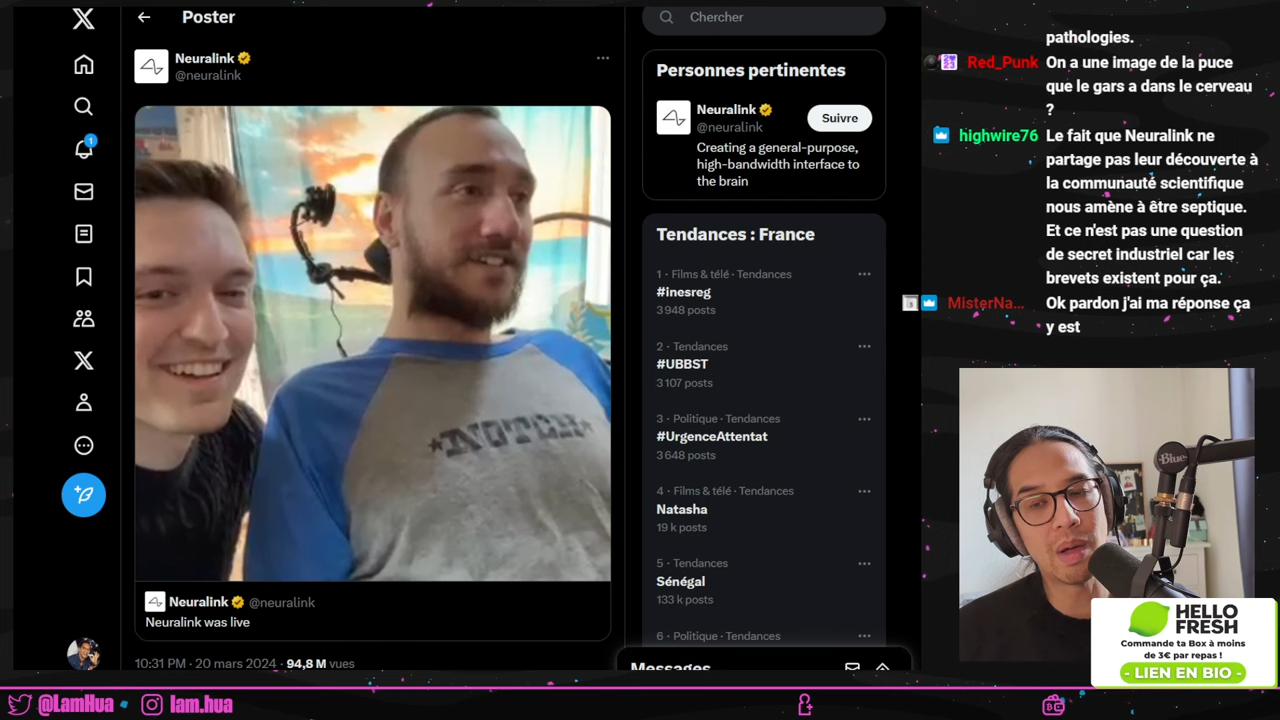 Poster
Neuralink
@neuralink
NOTCH
Neuralink @neuralink
Neuralink was live
10:31 PM · 20 mars 2024 · 94,8 M vues
Chercher
Personnes pertinentes
Neuralink
@neuralink
Suivre
Creating a general-purpose,
high-bandwidth interface to
the brain
Tendances : France
1 · Films & télé · Tendances
#inesreg
3 948 posts
2 · Tendances
#UBBST
3 107 posts
3 · Politique · Tendances
#UrgenceAttentat
3 648 posts
4 · Films & télé · Tendances
Natasha
19 k posts
5 · Tendances
Sénégal
133 k posts
6 · Politique · Tendances
Messages
1
pathologies.
Red_Punk On a une image de la puce
que le gars a dans le cerveau
?
highwire76 Le fait que Neuralink ne
partage pas leur découverte à
la communauté scientifique
nous amène à être septique.
Et ce n'est pas une question
de secret industriel car les
brevets existent pour ça.
MisterNa... Ok pardon j'ai ma réponse ça
y est
Blue
HELLO
FRESH
Commande ta Box à moins
de 3€ par repas !
- LIEN EN BIO -
@LamHua
lam.hua